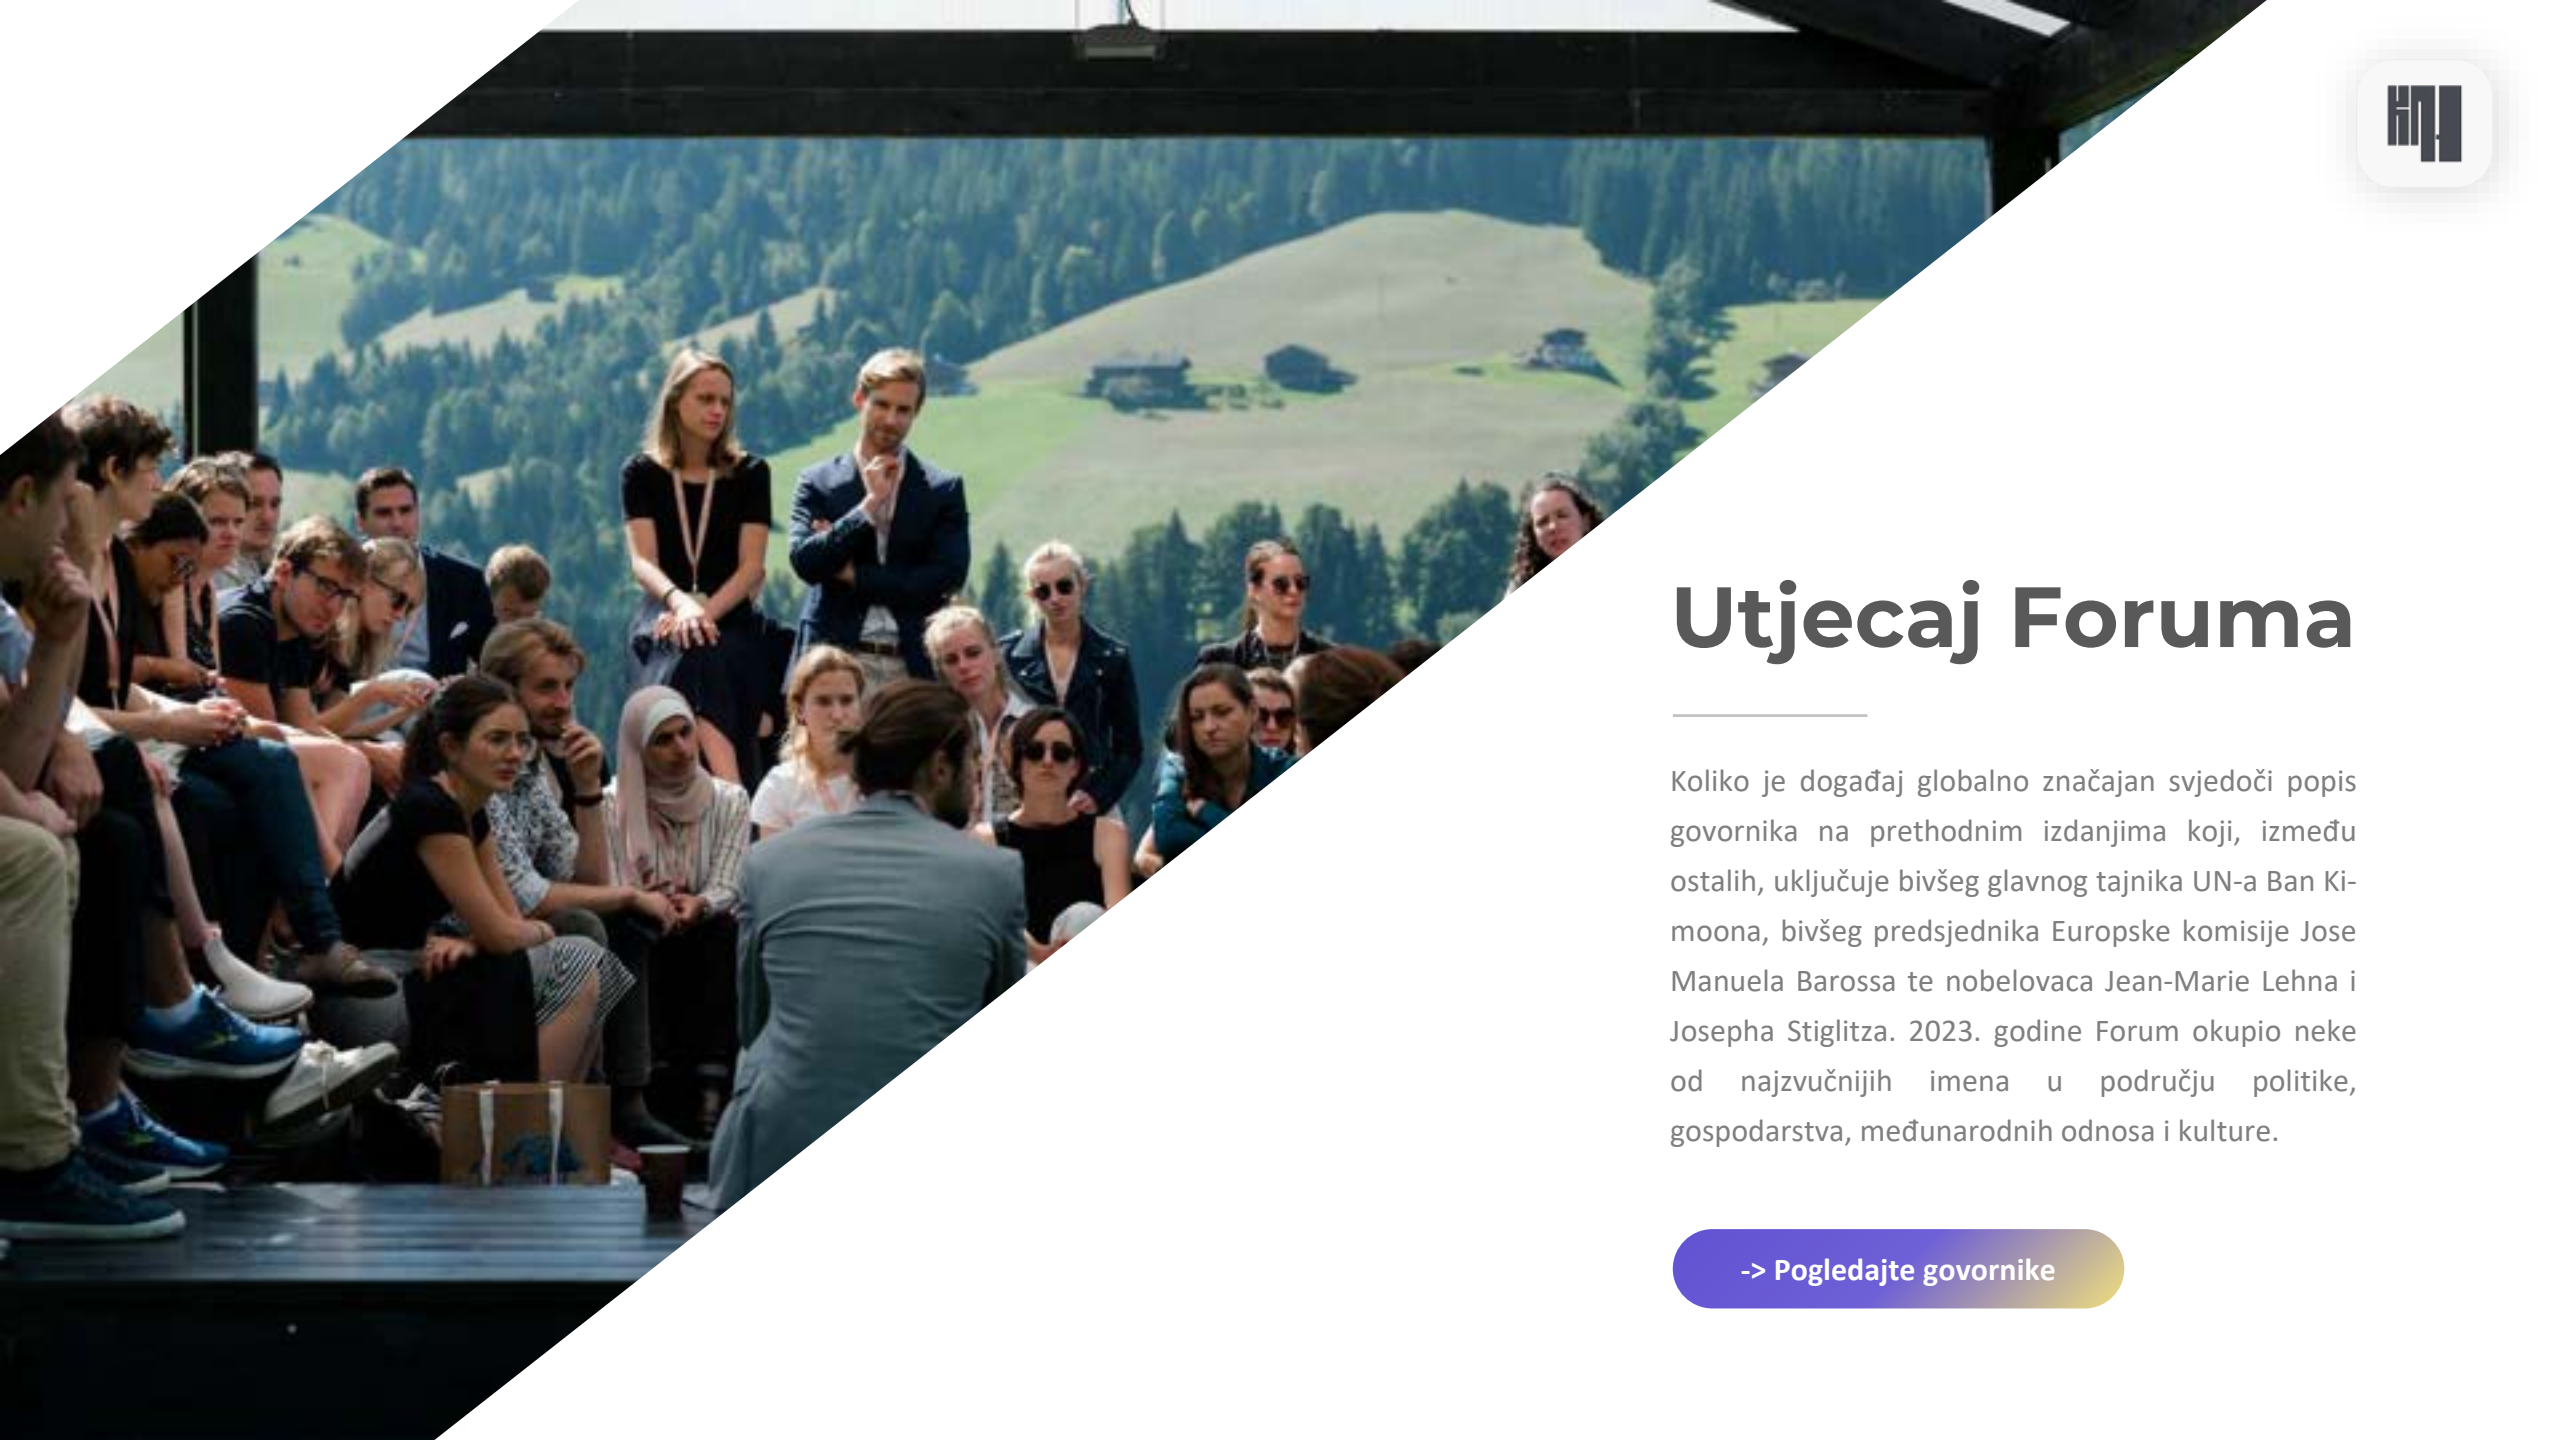 Utjecaj Foruma
Koliko je događaj globalno značajan svjedoči popis
govornika na prethodnim izdanjima koji, između
ostalih, uključuje bivšeg glavnog tajnika UN-a Ban Ki-
moona, bivšeg predsjednika Europske komisije Jose
Manuela Barossa te nobelovaca Jean-Marie Lehna i
Josepha Stiglitza. 2023. godine Forum okupio neke
od najzvučnijih imena u području politike,
gospodarstva, međunarodnih odnosa i kulture.
-> Pogledajte govornike